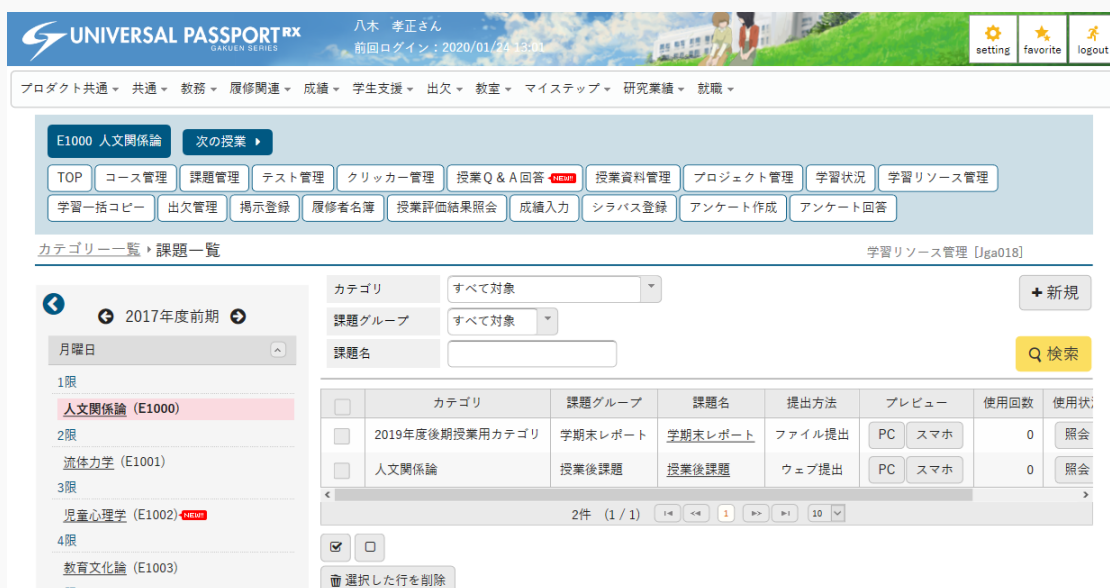 UNIVERSAL PASSPORT RX
GAKUEN SERIES
八木 孝正さん
前回ログイン：2020/01/24 13:01
setting favorite logout
プロダクト共通 共通 教務 履修関連 成績 学生支援 出欠 教室 マイステップ 研究業績 就職
E1000 人文関係論 次の授業
TOP コース管理 課題管理 テスト管理 クリッカー管理 授業Q＆A回答 NEW!! 授業資料管理 プロジェクト管理 学習状況 学習リソース管理
学習一括コピー 出欠管理 掲示登録 履修者名簿 授業評価結果照会 成績入力 シラバス登録 アンケート作成 アンケート回答
カテゴリー一覧 課題一覧 学習リソース管理 [Jga018]
2017年度前期
月曜日
1限
人文関係論 (E1000)
2限
流体力学 (E1001)
3限
児童心理学 (E1002) NEW!!
4限
教育文化論 (E1003)
カテゴリ すべて対象
新規
課題グループ すべて対象
課題名
検索
カテゴリ 課題グループ 課題名 提出方法 プレビュー 使用回数 使用状
2019年度後期授業用カテゴリ 学期末レポート 学期末レポート ファイル提出 PC スマホ 0 照会
人文関係論 授業後課題 授業後課題 ウェブ提出 PC スマホ 0 照会
2件 (1 / 1) 1 10
選択した行を削除